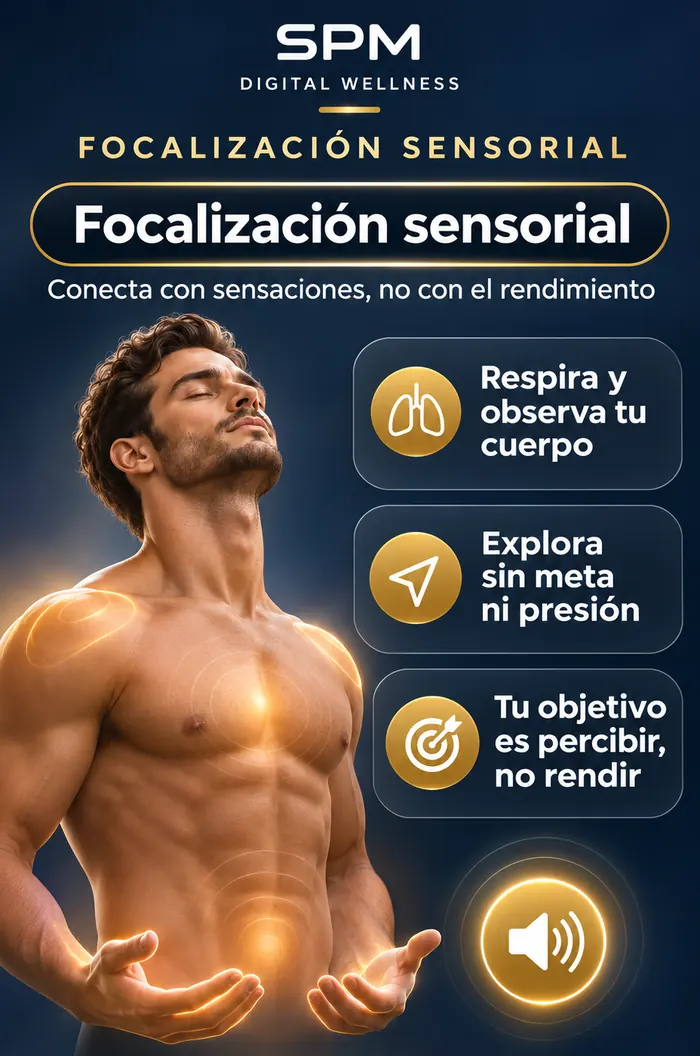 SPM
DIGITAL WELLNESS
FOCALIZACIÓN SENSORIAL
Focalización sensorial
Conecta con sensaciones, no con el rendimiento
Respira y
observa tu
cuerpo
Explora
sin meta
ni presión
Tu objetivo
es percibir,
no rendir